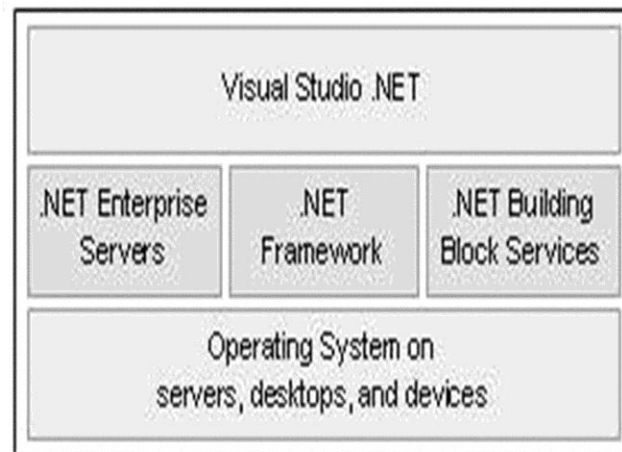 Visual Studio .NET
.NET Enterprise
Servers
.NET
Framework
.NET Building
Block Services
Operating System on
servers, desktops, and devices